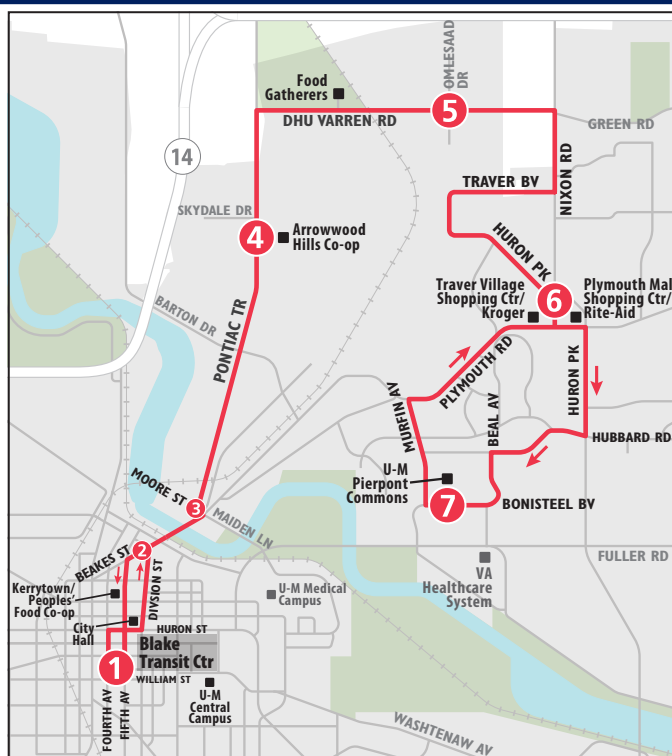 Food
Gatherers
OMLESAAD
DR
5
DHU VARREN RD
GREEN RD
14
TRAVER BV
NIXON RD
SKYDALE DR
4
Arrowwood
Hills Co-op
HURON PK
BARTON DR
PONTIAC TR
Traver Village
Shopping Ctr/
Kroger
6
Plymouth Mal
Shopping Ctr/
Rite-Aid
PLYMOUTH RD
MURFIN AV
BEAL AV
HURON PK
HUBBARD RD
U-M
Pierpont
Commons
7
BONISTEEL BV
MOORE ST
3
MAIDEN LN
BEAKES ST
2
DIVISION ST
FULLER RD
VA
Healthcare
System
Kerrytown/
Peoples
Food Co-op
U-M Medical
Campus
City
Hall
HURON ST
1
Blake
Transit Ctr
WILLIAM ST
FOURTH AV
FIFTH AV
U-M
Central
Campus
WASHTENAW AV